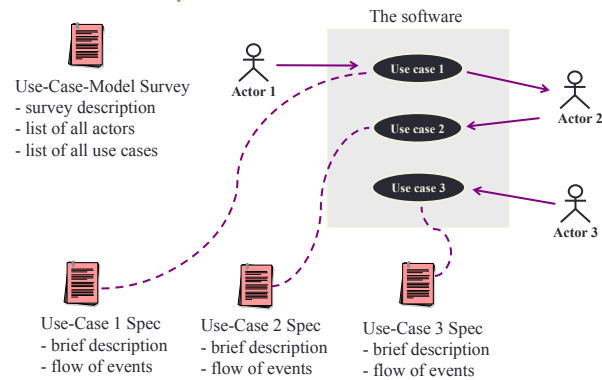 The software
Use-Case-Model Survey
- survey description
- list of all actors
- list of all use cases
Actor 1
Use case 1
Actor 2
Use case 2
Use case 3
Actor 3
Use-Case 1 Spec
- brief description
- flow of events
Use-Case 2 Spec
- brief description
- flow of events
Use-Case 3 Spec
- brief description
- flow of events